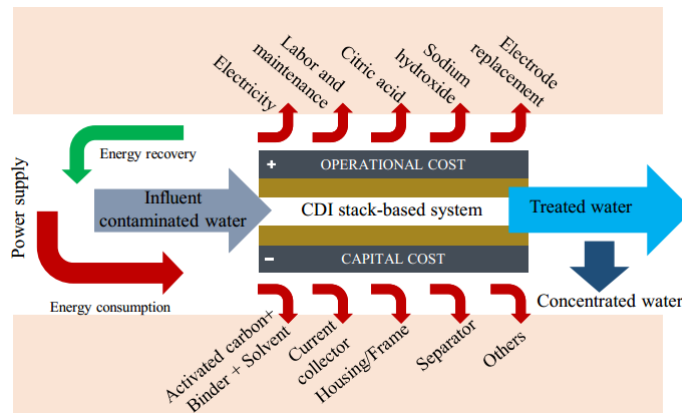 Electricity
Labor and
maintenance
Citric acid
Sodium
hydroxide
Electrode
replacement
Power supply
Energy recovery
+ OPERATIONAL COST
Influent
contaminated water
CDI stack-based system
Treated water
− CAPITAL COST
Energy consumption
Concentrated water
Activated carbon+
Binder + Solvent
Current
collector
Housing/Frame
Separator
Others